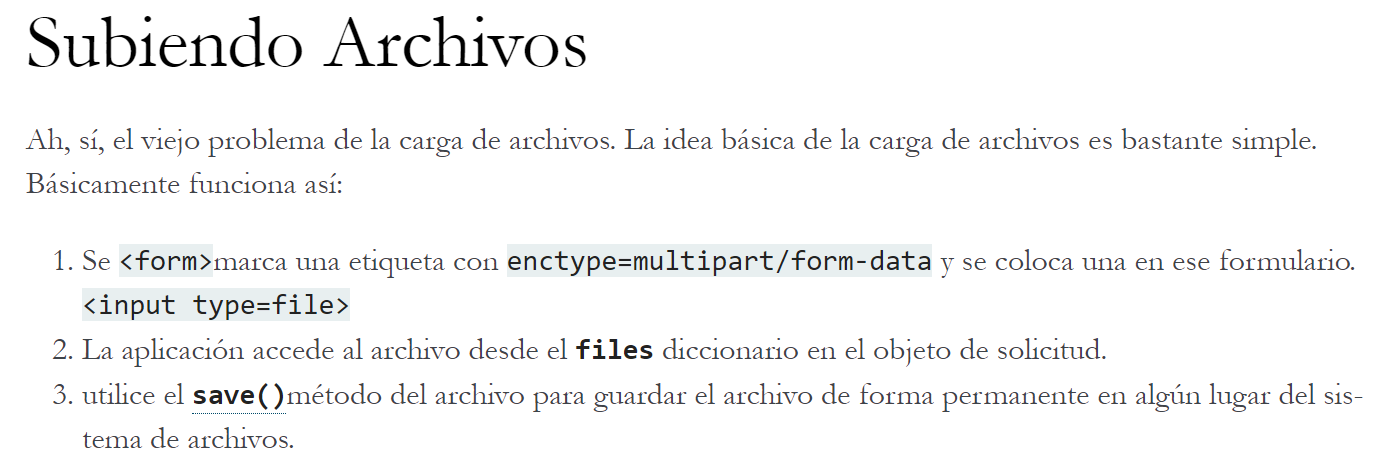 Subiendo Archivos
Ah, sí, el viejo problema de la carga de archivos. La idea básica de la carga de archivos es bastante simple.
Básicamente funciona así:
1. Se <form>marca una etiqueta con enctype=multipart/form-data y se coloca una en ese formulario.
<input type=file>
2. La aplicación accede al archivo desde el files diccionario en el objeto de solicitud.
3. utilice el save()método del archivo para guardar el archivo de forma permanente en algún lugar del sis-
tema de archivos.